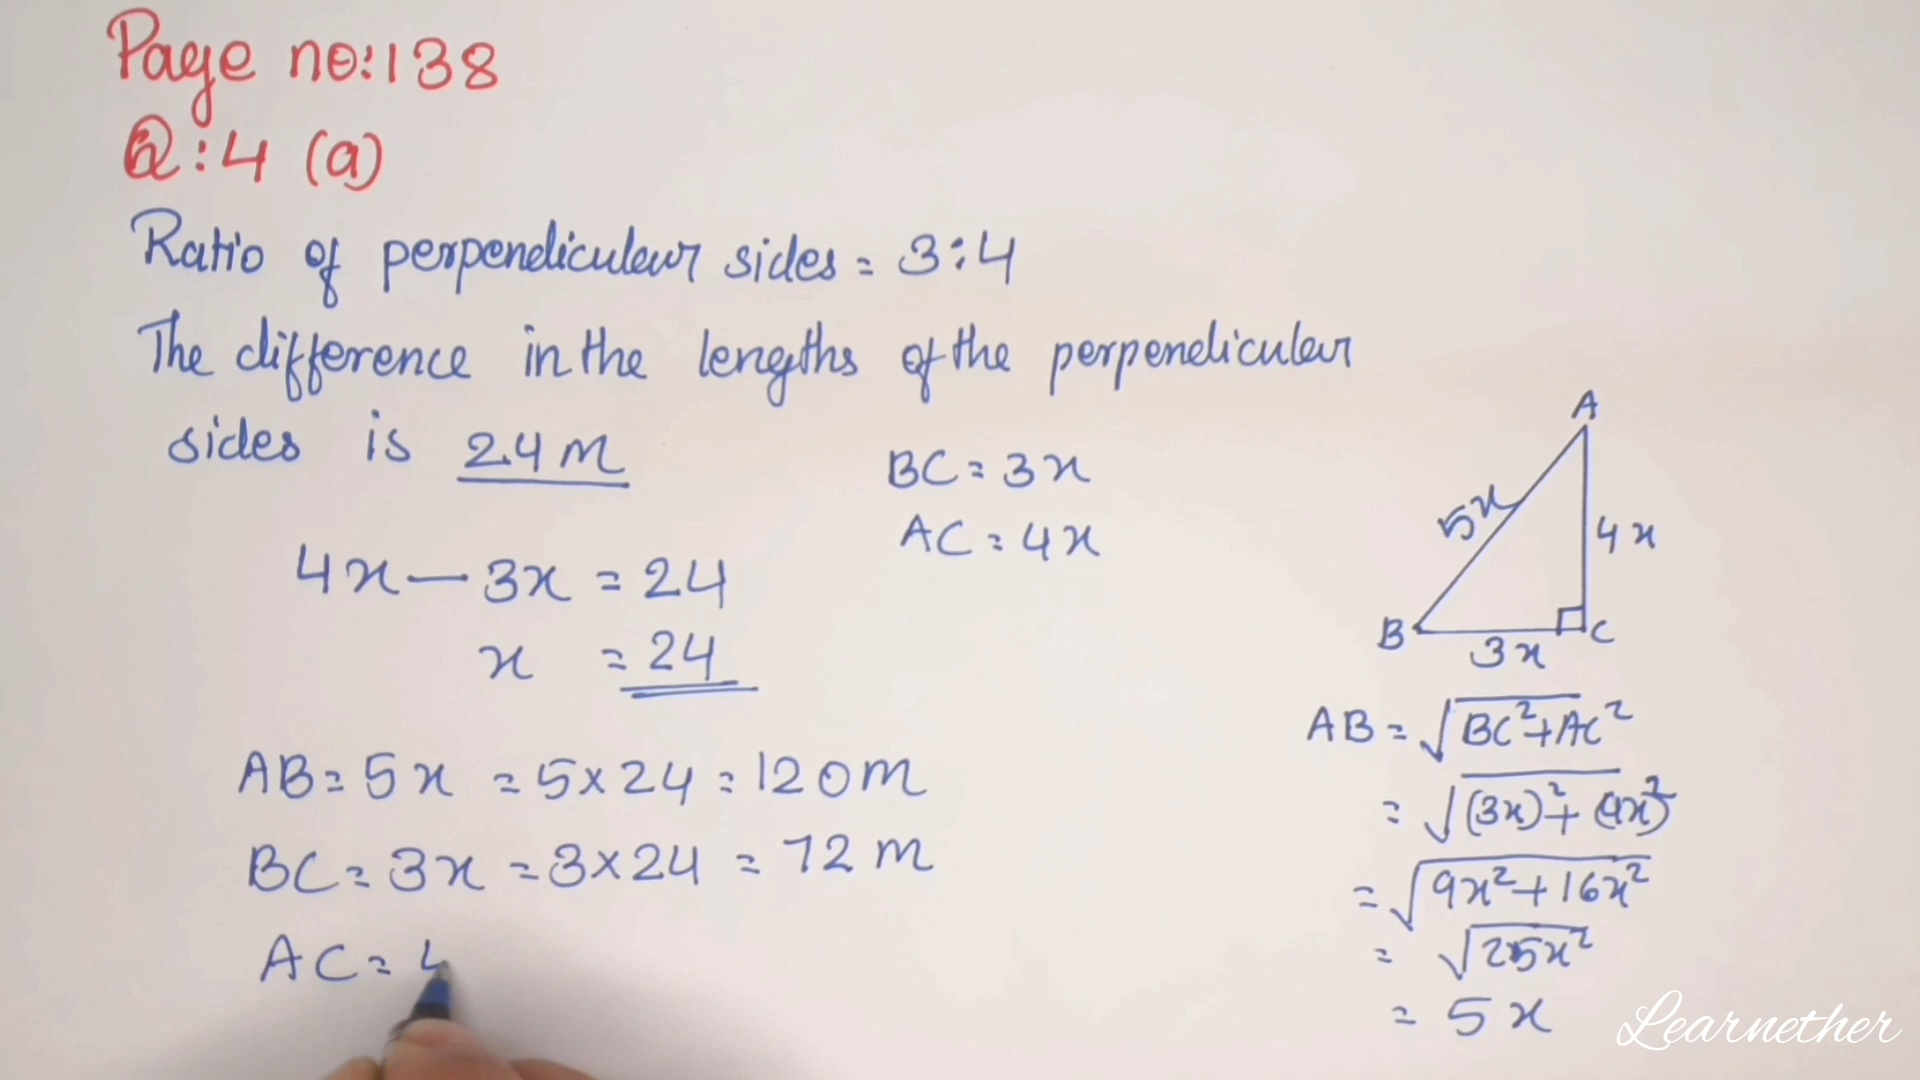 Page no:138
Q:4 (a)
Ratio of perpendicular sides = 3:4
The difference in the lengths of the perpendicular
sides is 24 m
BC = 3x
AC = 4x
4x — 3x = 24
x = 24
AB = 5x = 5×24 = 120m
BC = 3x = 3×24 = 72 m
AC = 4
A
5x
4x
B
C
3x
AB = √BC²+AC²
= √(3x)²+(4x)²
= √9x²+16x²
= √25x²
= 5x
Learnether